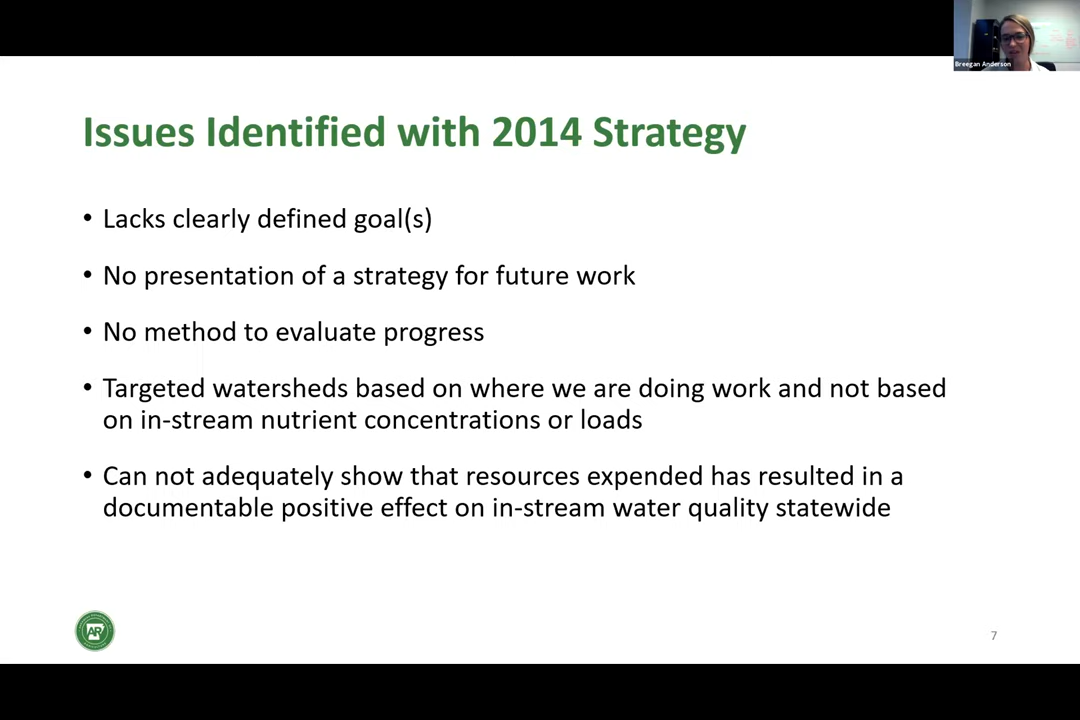 Breegan Anderson
Issues Identified with 2014 Strategy
• Lacks clearly defined goal(s)
• No presentation of a strategy for future work
• No method to evaluate progress
• Targeted watersheds based on where we are doing work and not based
on in-stream nutrient concentrations or loads
• Can not adequately show that resources expended has resulted in a
documentable positive effect on in-stream water quality statewide
AR
7